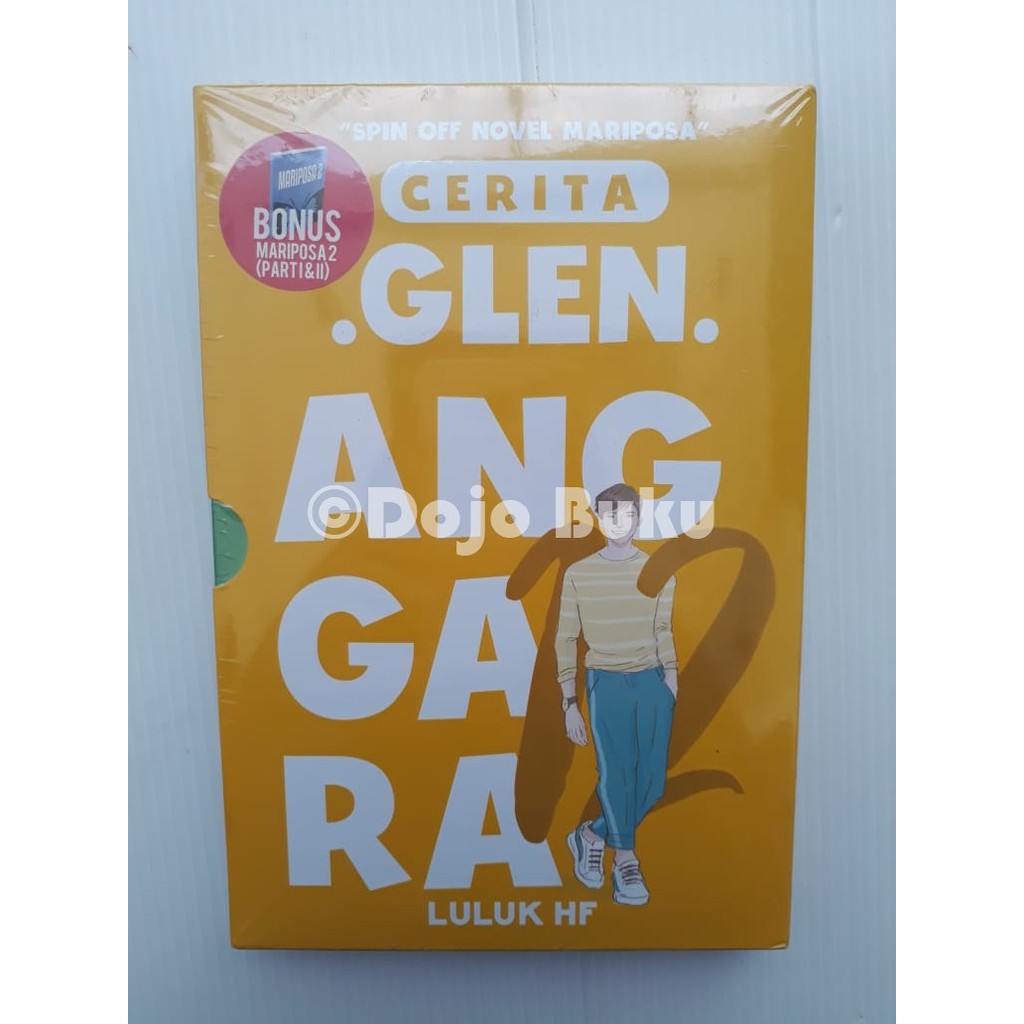 "SPIN OFF NOVEL MARIPOSA"
CERITA
.GLEN.
MARIPOSA 2
BONUS
MARIPOSA 2
(PART I & II)
ANG
©Dojo Buku
GA
RA
12
LULUK HF